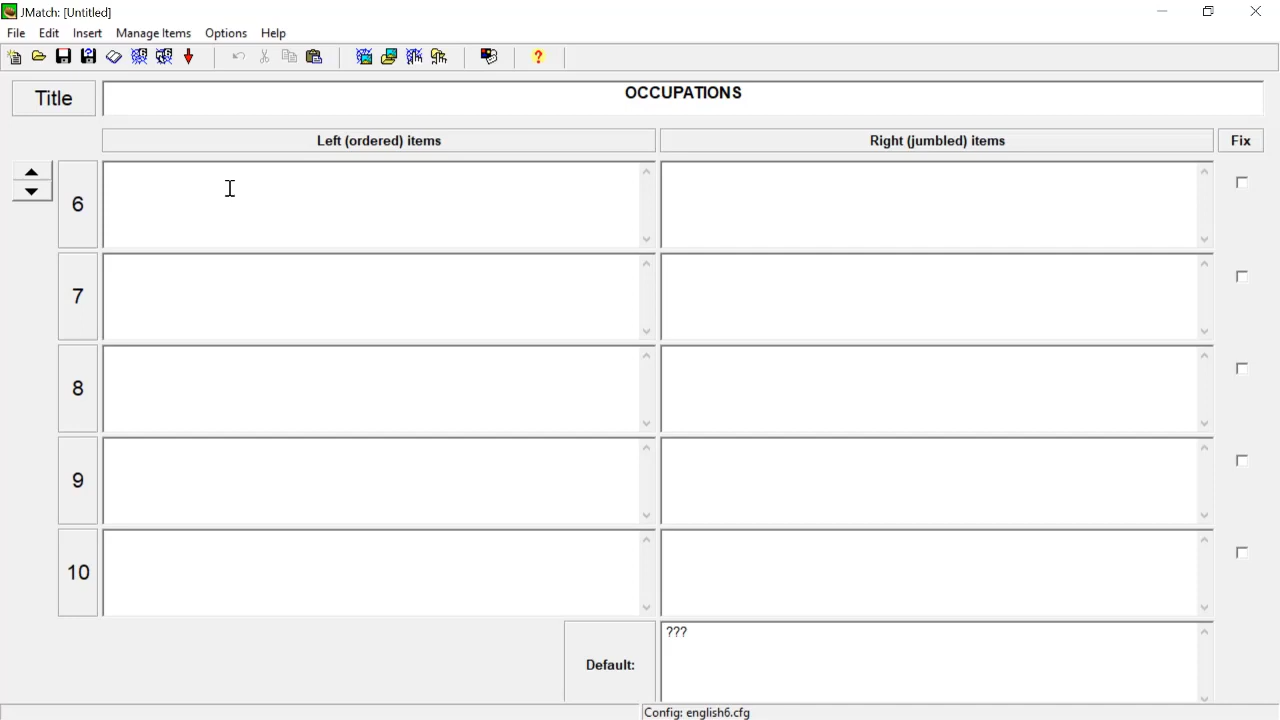 JMatch: [Untitled]
File Edit Insert Manage Items Options Help
Title OCCUPATIONS
Left (ordered) items Right (jumbled) items Fix
6
7
8
9
10
Default: ???
Config: english6.cfg